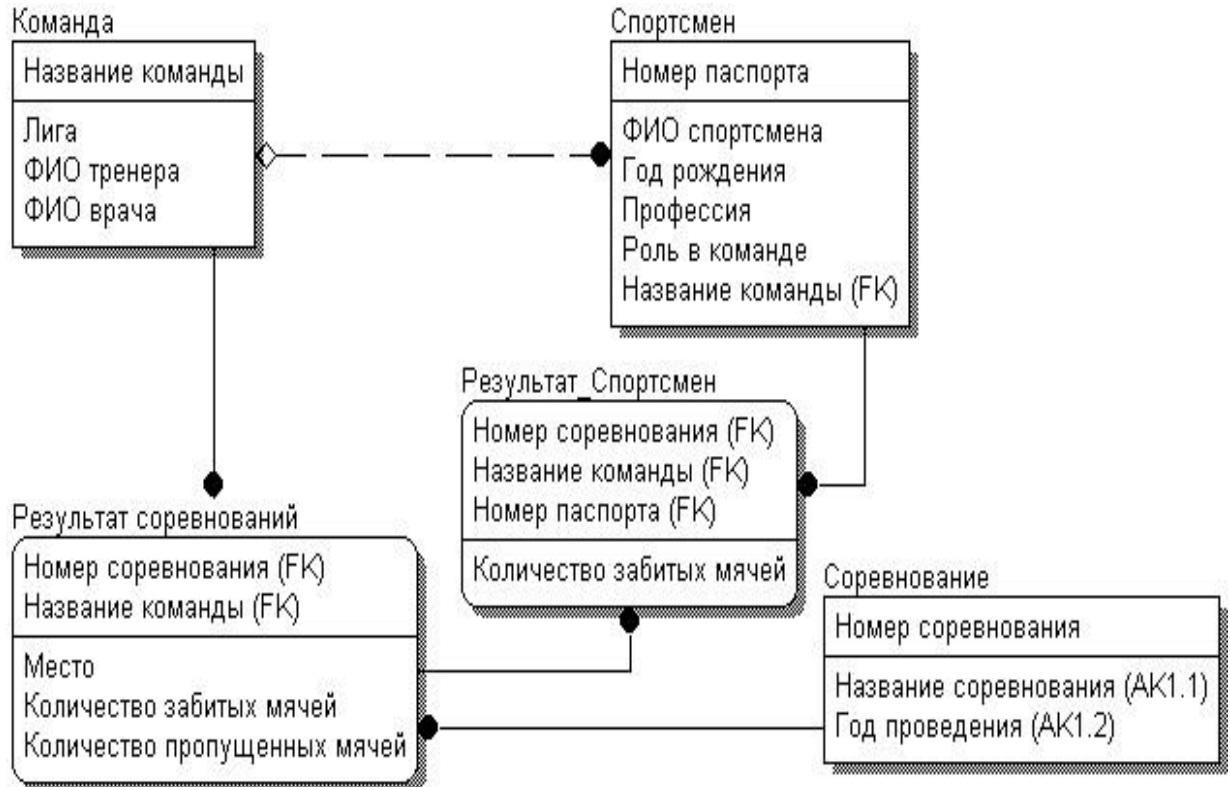 Команда
Название команды
Лига
ФИО тренера
ФИО врача
Спортсмен
Номер паспорта
ФИО спортсмена
Год рождения
Профессия
Роль в команде
Название команды (FK)
Результат_Спортсмен
Номер соревнования (FK)
Название команды (FK)
Номер паспорта (FK)
Количество забитых мячей
Результат соревнований
Номер соревнования (FK)
Название команды (FK)
Место
Количество забитых мячей
Количество пропущенных мячей
Соревнование
Номер соревнования
Название соревнования (AK1.1)
Год проведения (AK1.2)